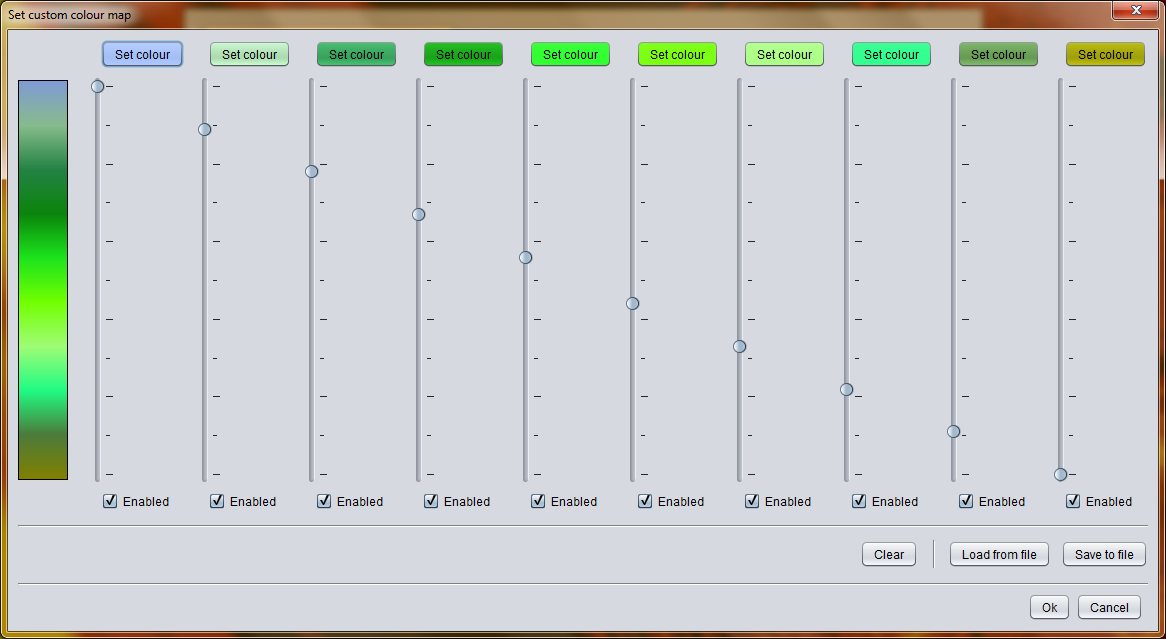 Set custom colour map
Set colour Set colour Set colour Set colour Set colour Set colour Set colour Set colour Set colour Set colour
Enabled Enabled Enabled Enabled Enabled Enabled Enabled Enabled Enabled Enabled
Clear Load from file Save to file
Ok Cancel